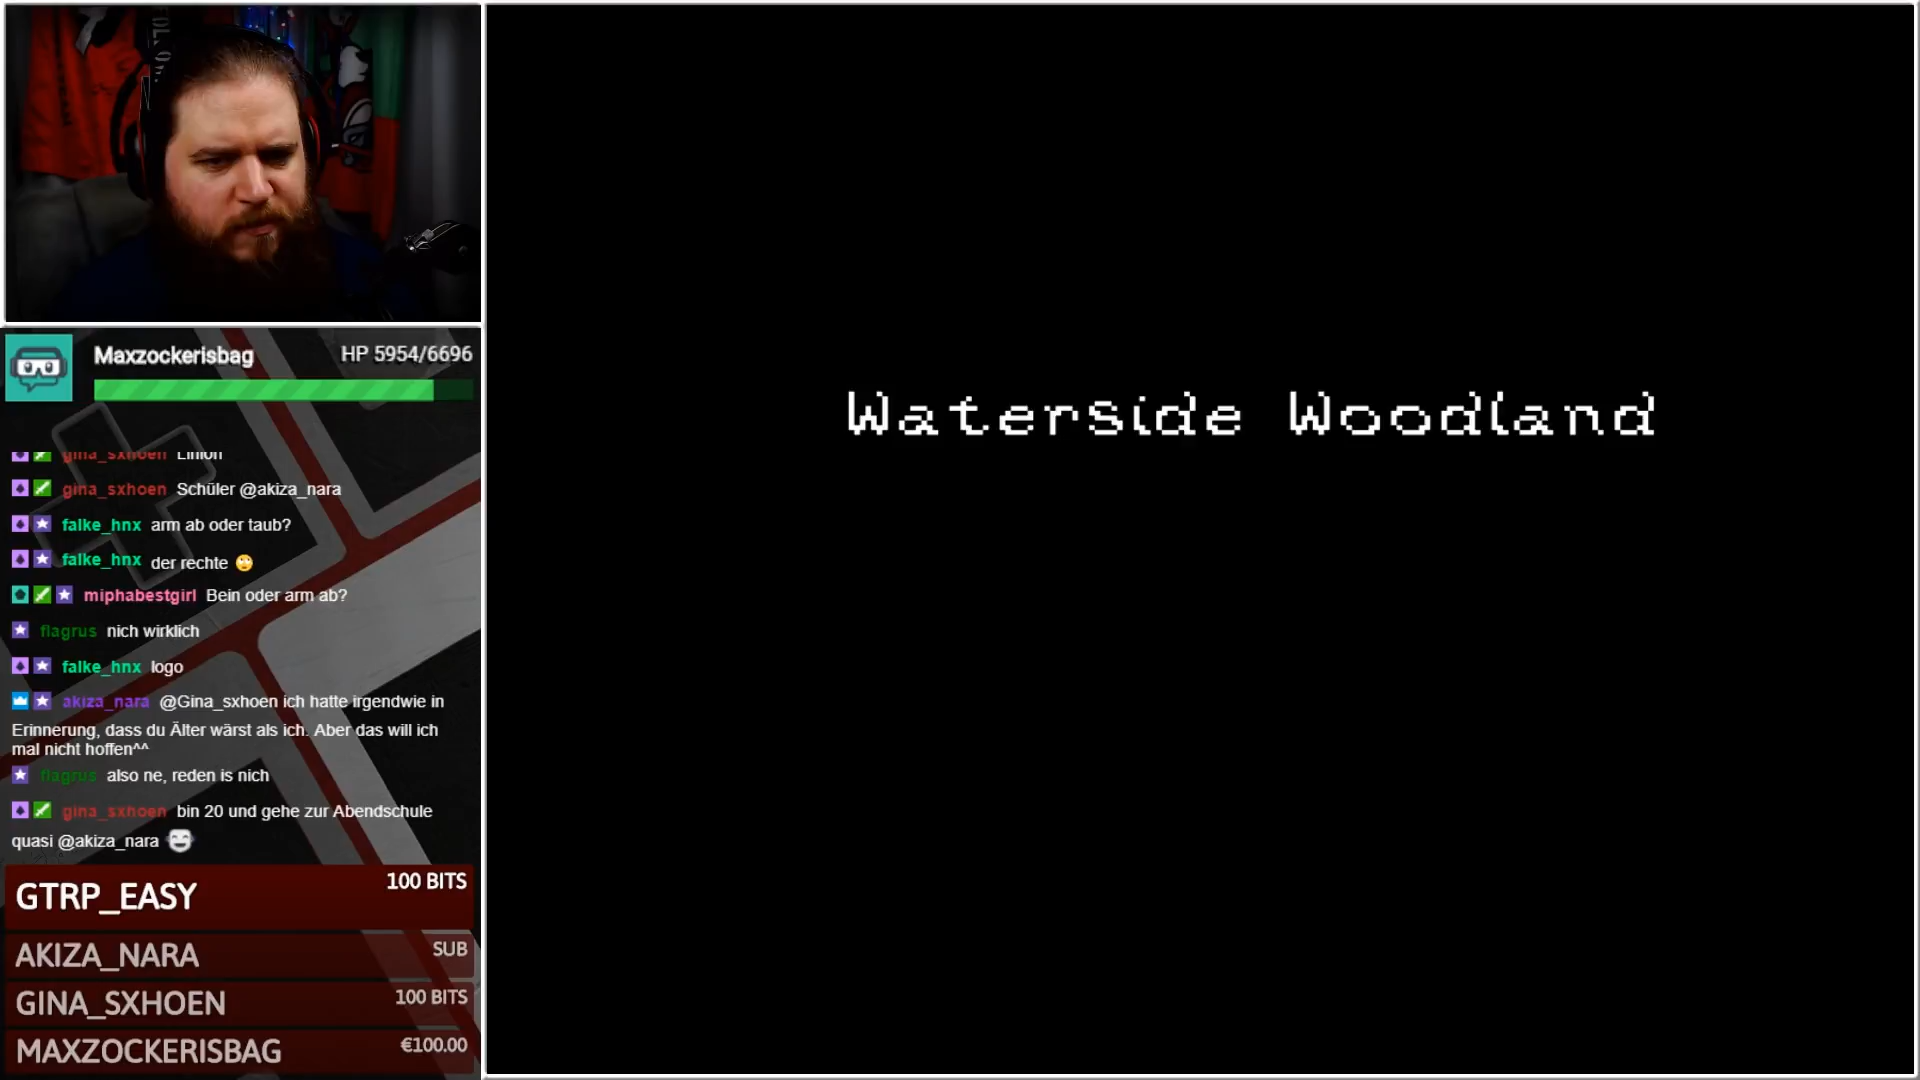 Maxzockerisbag HP 5954/6696
gina_sxhoen
gina_sxhoen Schüler @akiza_nara
falke_hnx arm ab oder taub?
falke_hnx der rechte
miphabestgirl Bein oder arm ab?
flagrus nich wirklich
falke_hnx logo
akiza_nara @Gina_sxhoen ich hatte irgendwie in
Erinnerung, dass du Älter wärst als ich. Aber das will ich
mal nicht hoffen^^
flagrus also ne, reden is nich
gina_sxhoen bin 20 und gehe zur Abendschule
quasi @akiza_nara
GTRP_EASY 100 BITS
AKIZA_NARA SUB
GINA_SXHOEN 100 BITS
MAXZOCKERISBAG €100.00
Waterside Woodland